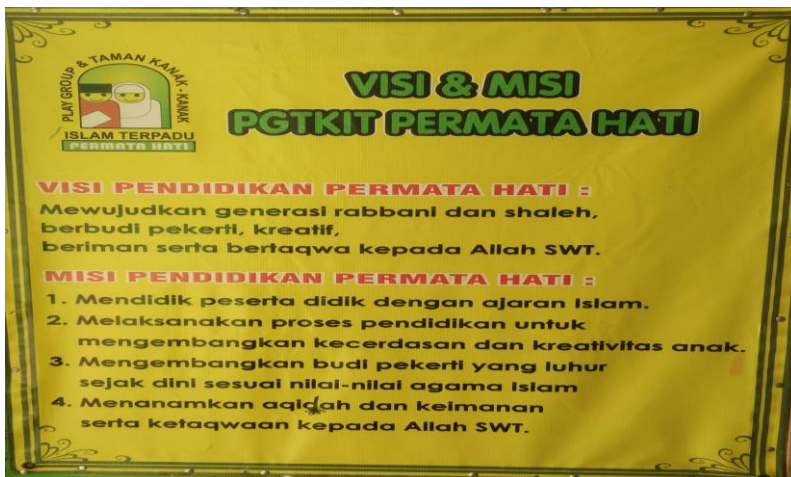 PLAY GROUP & TAMAN KANAK - KANAK
ISLAM TERPADU
PERMATA HATI
VISI & MISI
PGTKIT PERMATA HATI
VISI PENDIDIKAN PERMATA HATI :
Mewujudkan generasi rabbani dan shaleh,
berbudi pekerti, kreatif,
beriman serta bertaqwa kepada Allah SWT.
MISI PENDIDIKAN PERMATA HATI :
1. Mendidik peserta didik dengan ajaran Islam.
2. Melaksanakan proses pendidikan untuk
mengembangkan kecerdasan dan kreativitas anak.
3. Mengembangkan budi pekerti yang luhur
sejak dini sesuai nilai-nilai agama Islam
4. Menanamkan aqidah dan keimanan
serta ketaqwaan kepada Allah SWT.